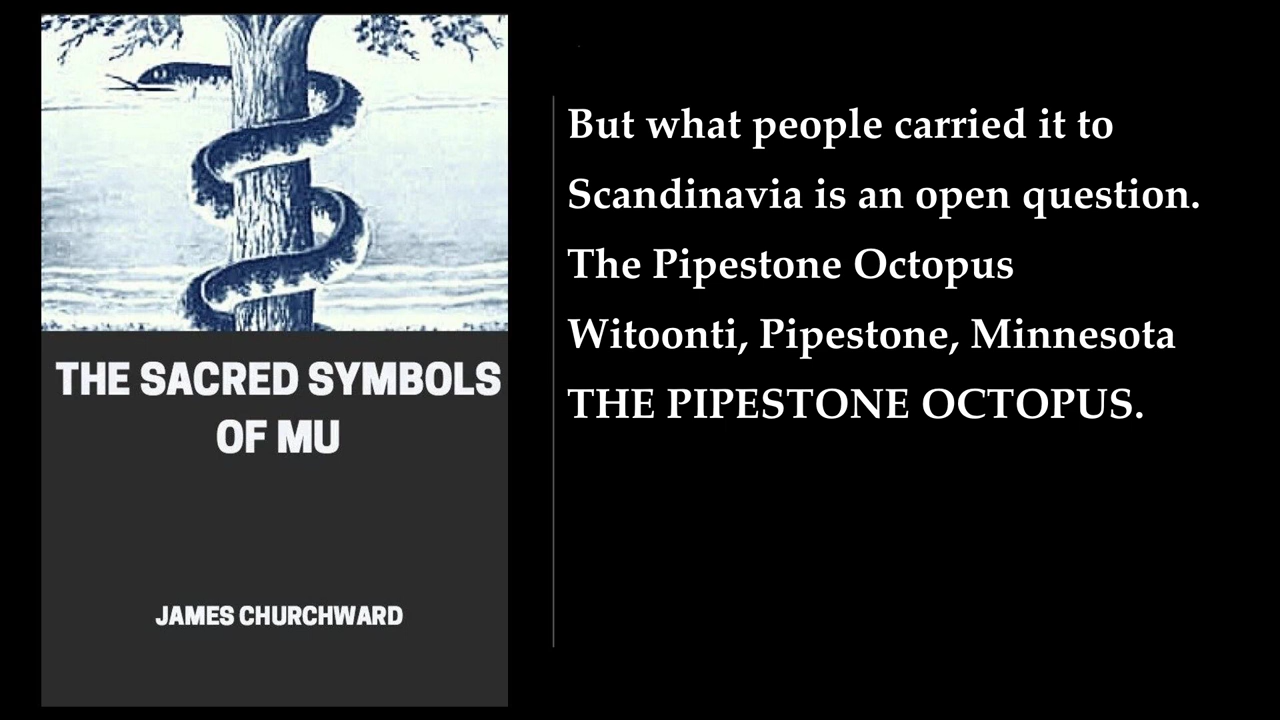 THE SACRED SYMBOLS
OF MU
JAMES CHURCHWARD
But what people carried it to
Scandinavia is an open question.
The Pipestone Octopus
Witoonti, Pipestone, Minnesota
THE PIPESTONE OCTOPUS.